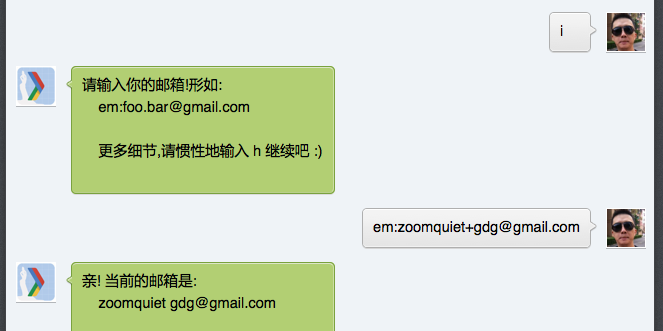 i
请输入你的邮箱!形如:
em:foo.bar@gmail.com
更多细节,请惯性地输入 h 继续吧 :)
em:zoomquiet+gdg@gmail.com
亲! 当前的邮箱是:
zoomquiet gdg@gmail.com